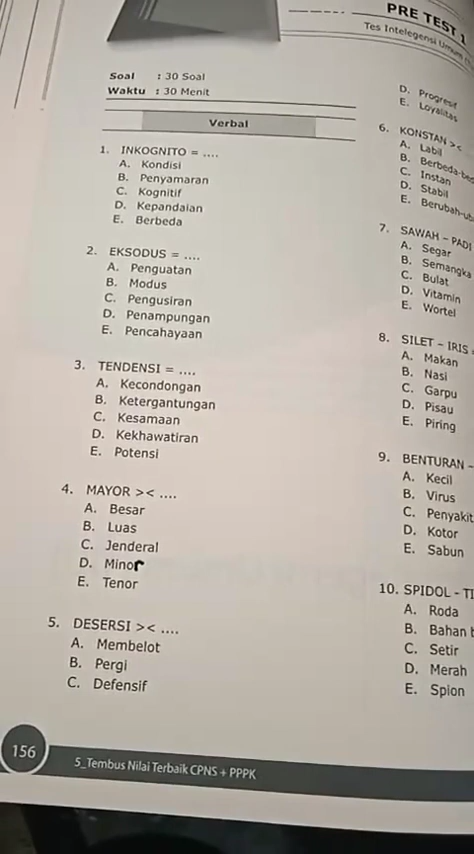 PRE TEST 1
Tes Intelegensi Umum
Soal : 30 Soal
Waktu : 30 Menit
Verbal
1. INKOGNITO = ....
A. Kondisi
B. Penyamaran
C. Kognitif
D. Kepandaian
E. Berbeda
2. EKSODUS = ....
A. Penguatan
B. Modus
C. Pengusiran
D. Penampungan
E. Pencahayaan
3. TENDENSI = ....
A. Kecondongan
B. Ketergantungan
C. Kesamaan
D. Kekhawatiran
E. Potensi
4. MAYOR >< ....
A. Besar
B. Luas
C. Jenderal
D. Minor
E. Tenor
5. DESERSI >< ....
A. Membelot
B. Pergi
C. Defensif
D. Progresif
E. Loyalitas
6. KONSTAN ><
A. Labil
B. Berbeda-bed
C. Instan
D. Stabil
E. Berubah-ub
7. SAWAH – PADI
A. Segar
B. Semangka
C. Bulat
D. Vitamin
E. Wortel
8. SILET – IRIS
A. Makan
B. Nasi
C. Garpu
D. Pisau
E. Piring
9. BENTURAN –
A. Kecil
B. Virus
C. Penyakit
D. Kotor
E. Sabun
10. SPIDOL - TI
A. Roda
B. Bahan b
C. Setir
D. Merah
E. Spion
156
5_Tembus Nilai Terbaik CPNS + PPPK